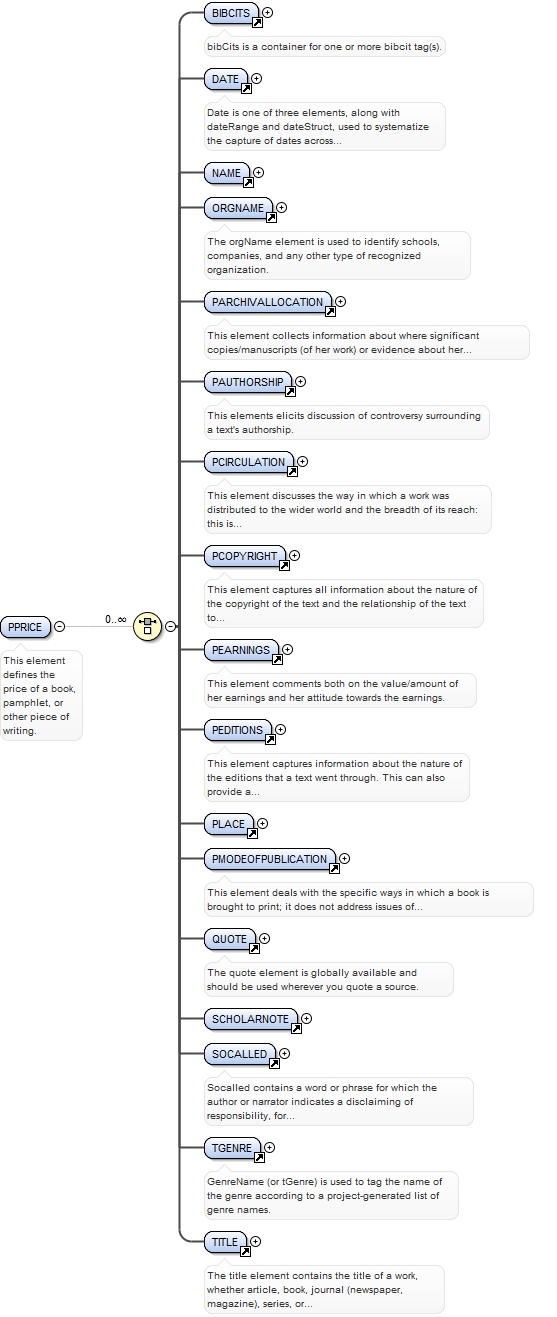 BIBCITS
bibCits is a container for one or more bibcit tag(s).
DATE
Date is one of three elements, along with
dateRange and dateStruct, used to systematize
the capture of dates across...
NAME
ORGNAME
The orgName element is used to identify schools,
companies, and any other type of recognized
organization.
PARCHIVALLOCATION
This element collects information about where significant
copies/manuscripts (of her work) or evidence about her...
PAUTHORSHIP
This elements elicits discussion of controversy surrounding
a text's authorship.
PCIRCULATION
This element discusses the way in which a work was
distributed to the wider world and the breadth of its reach:
this is...
PCOPYRIGHT
This element captures all information about the nature of
the copyright of the text and the relationship of the text
to...
PPRICE
0..∞
This element
defines the
price of a book,
pamphlet, or
other piece of
writing.
PEARNINGS
This element comments both on the value/amount of
her earnings and her attitude towards the earnings.
PEDITIONS
This element captures information about the nature of
the editions that a text went through. This can also
provide a...
PLACE
PMODEOFPUBLICATION
This element deals with the specific ways in which a book is
brought to print; it does not address issues of...
QUOTE
The quote element is globally available and
should be used wherever you quote a source.
SCHOLARNOTE
SOCALLED
Socalled contains a word or phrase for which the
author or narrator indicates a disclaiming of
responsibility, for...
TGENRE
GenreName (or tGenre) is used to tag the name of
the genre according to a project-generated list of
genre names.
TITLE
The title element contains the title of a work,
whether article, book, journal (newspaper,
magazine), series, or...